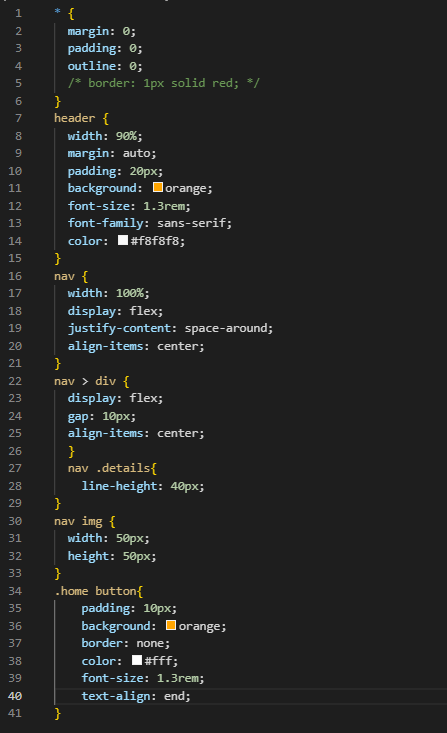 1 * {
2 margin: 0;
3 padding: 0;
4 outline: 0;
5 /* border: 1px solid red; */
6 }
7 header {
8 width: 90%;
9 margin: auto;
10 padding: 20px;
11 background: orange;
12 font-size: 1.3rem;
13 font-family: sans-serif;
14 color: #f8f8f8;
15 }
16 nav {
17 width: 100%;
18 display: flex;
19 justify-content: space-around;
20 align-items: center;
21 }
22 nav > div {
23 display: flex;
24 gap: 10px;
25 align-items: center;
26 }
27 nav .details{
28 line-height: 40px;
29 }
30 nav img {
31 width: 50px;
32 height: 50px;
33 }
34 .home button{
35 padding: 10px;
36 background: orange;
37 border: none;
38 color: #fff;
39 font-size: 1.3rem;
40 text-align: end;
41 }